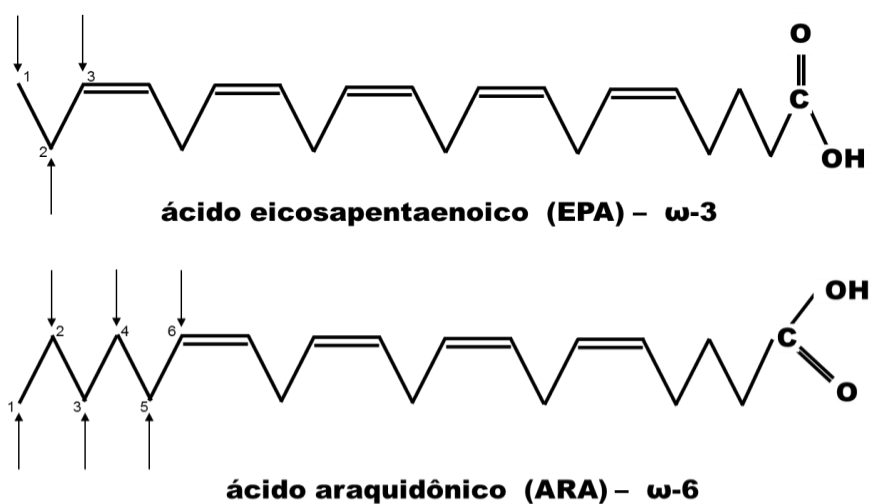 O
1 3
C
2
OH
ácido eicosapentaenoico (EPA) – ω-3
OH
2 4 6
C
1 3 5
O
ácido araquidônico (ARA) – ω-6